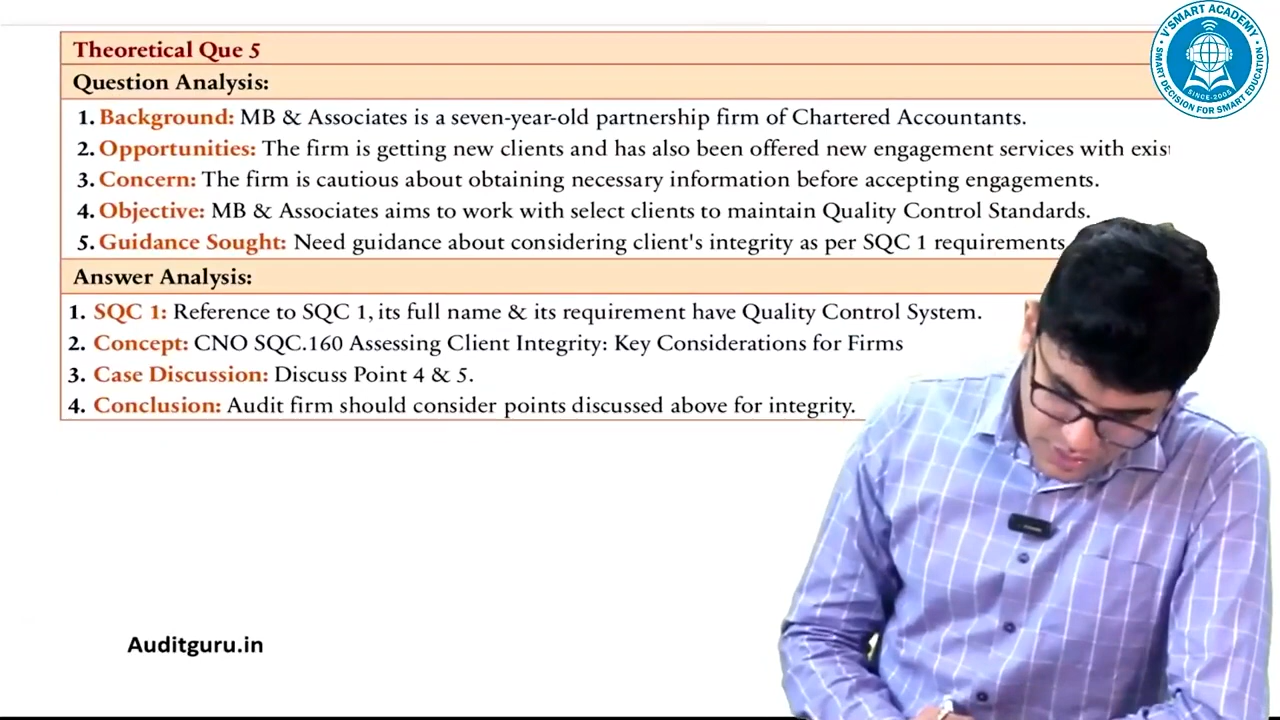 Theoretical Que 5
Question Analysis:
1. Background: MB & Associates is a seven-year-old partnership firm of Chartered Accountants.
2. Opportunities: The firm is getting new clients and has also been offered new engagement services with
3. Concern: The firm is cautious about obtaining necessary information before accepting engagements.
4. Objective: MB & Associates aims to work with select clients to maintain Quality Control Standards.
5. Guidance Sought: Need guidance about considering client's integrity as per SQC 1 requirements
Answer Analysis:
1. SQC 1: Reference to SQC 1, its full name & its requirement have Quality Control System.
2. Concept: CNO SQC.160 Assessing Client Integrity: Key Considerations for Firms
3. Case Discussion: Discuss Point 4 & 5.
4. Conclusion: Audit firm should consider points discussed above for integrity.
Auditguru.in
V'SMART ACADEMY
SMART DECISION FOR SMART EDUCATION
SINCE-2005